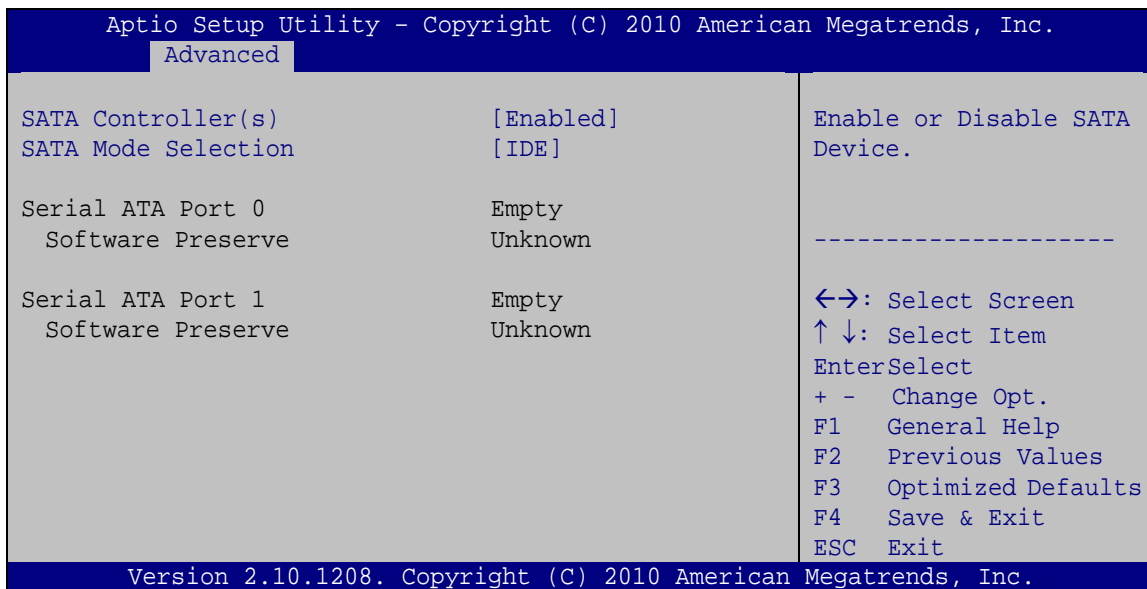 Aptio Setup Utility – Copyright (C) 2010 American Megatrends, Inc.
Advanced
SATA Controller(s) [Enabled]
SATA Mode Selection [IDE]
Serial ATA Port 0 Empty
Software Preserve Unknown
Serial ATA Port 1 Empty
Software Preserve Unknown
Enable or Disable SATA
Device.
---------------------
←→: Select Screen
↑ ↓: Select Item
EnterSelect
+ - Change Opt.
F1 General Help
F2 Previous Values
F3 Optimized Defaults
F4 Save & Exit
ESC Exit
Version 2.10.1208. Copyright (C) 2010 American Megatrends, Inc.